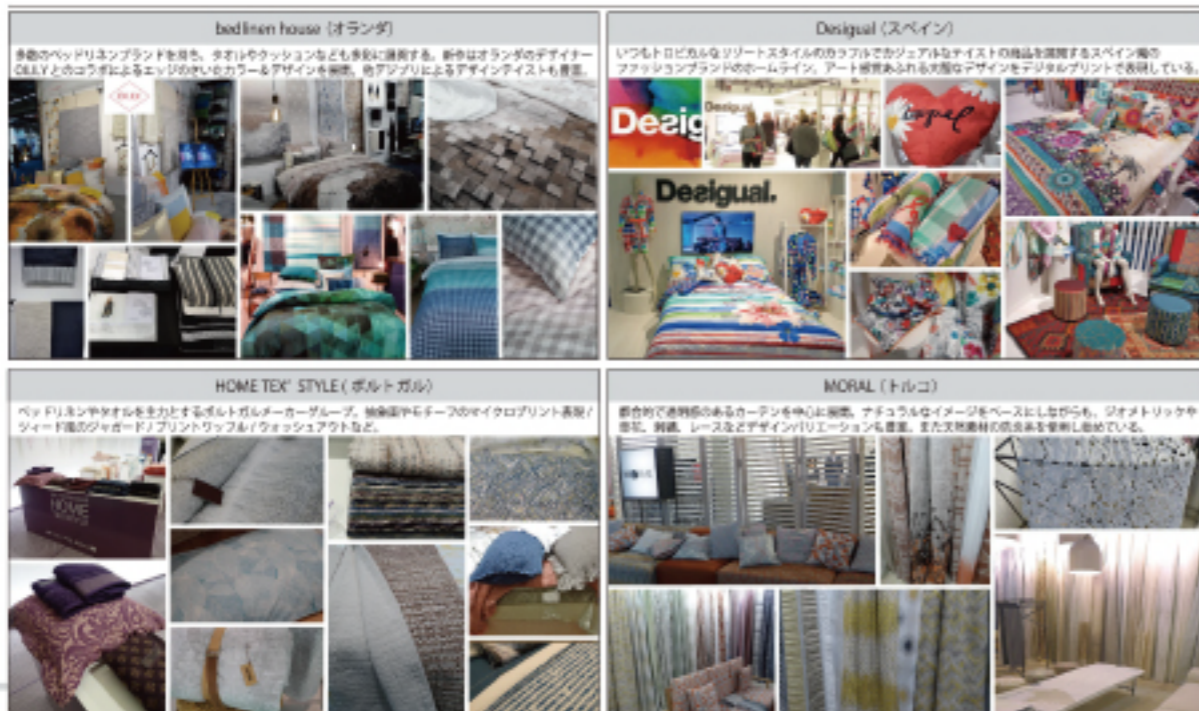 bedlinen house (オランダ)
多数のベッドリネンブランドを持ち、タオルやクッションなども多彩に展開する。新作はオランダのデザイナー
OILILYとのコラボによるエッジのきいたカラー&デザインを展開。他デジプリによるデザインテイストも豊富。
Desigual (スペイン)
いつもトロピカルなリゾートスタイルのカラフルでカジュアルなテイストの商品を展開するスペイン発の
ファッションブランドのホームライン。アート感覚あふれる大胆なデザインをデジタルプリントで表現している。
Desig
Desigual.
Desigual.
HOME TEX' STYLE (ポルトガル)
ベッドリネンやタオルを主力とするポルトガルメーカーグループ。抽象画やモチーフのマイクロプリント表現 /
ツィード風のジャガード / プリントワッフル / ウォッシュアウトなど。
HOME
MORAL (トルコ)
都会的で透明感のあるカーテンを中心に展開。ナチュラルなイメージをベースにしながらも、ジオメトリックや
草花、刺繍、レースなどデザインバリエーションも豊富。また天然素材の防炎糸を使用し始めている。